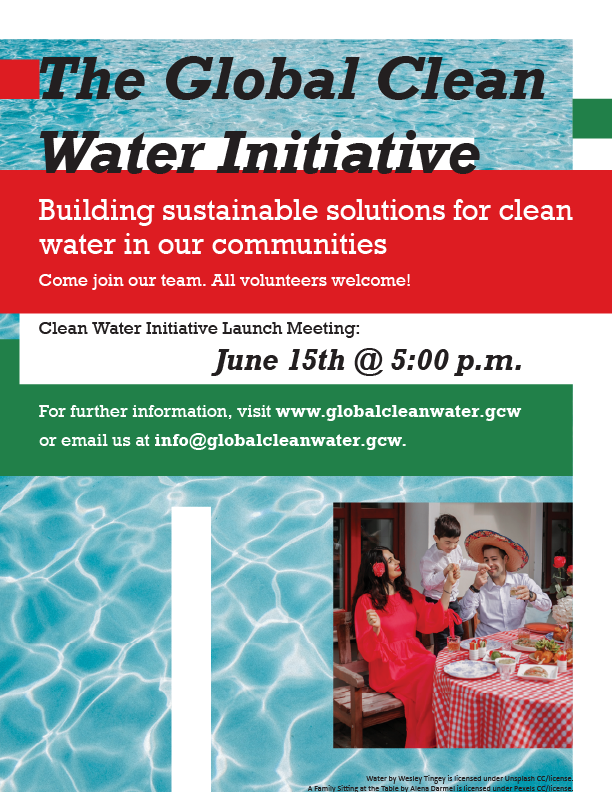 The Global Clean
Water Initiative
Building sustainable solutions for clean
water in our communities
Come join our team. All volunteers welcome!
Clean Water Initiative Launch Meeting:
June 15th @ 5:00 p.m.
For further information, visit www.globalcleanwater.gcw
or email us at info@globalcleanwater.gcw.
Water by Wesley Tingey is licensed under Unsplash CC/license.
A Family Sitting at the Table by Alena Darmel is licensed under Pexels CC/license.